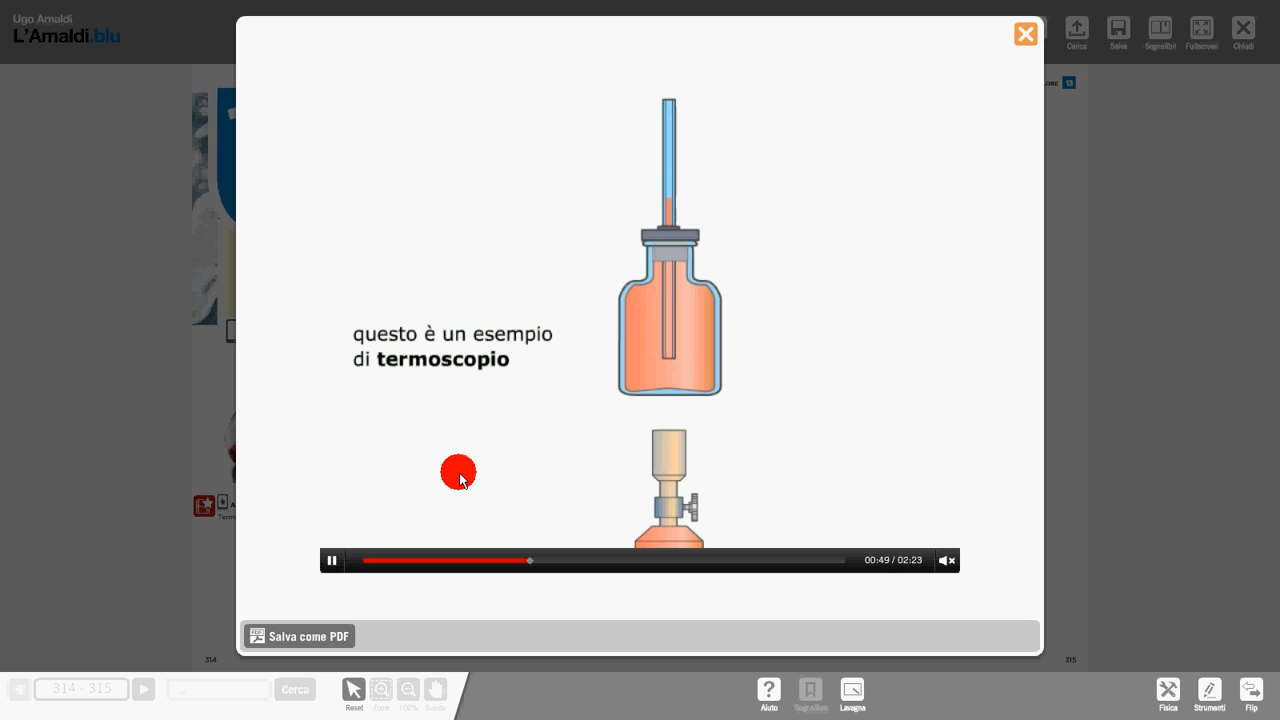 Ugo Amaldi
L'Amaldi.blu
Carica
Salva
Segnalibri
Fullscreen
Chiudi
questo è un esempio
di termoscopio
00:49 / 02:23
Salva come PDF
314
315
314 - 315
Cerca
Reset
Zoom
100%
Aiuto
Segnalibro
Lavagna
Fisica
Strumenti
Flip